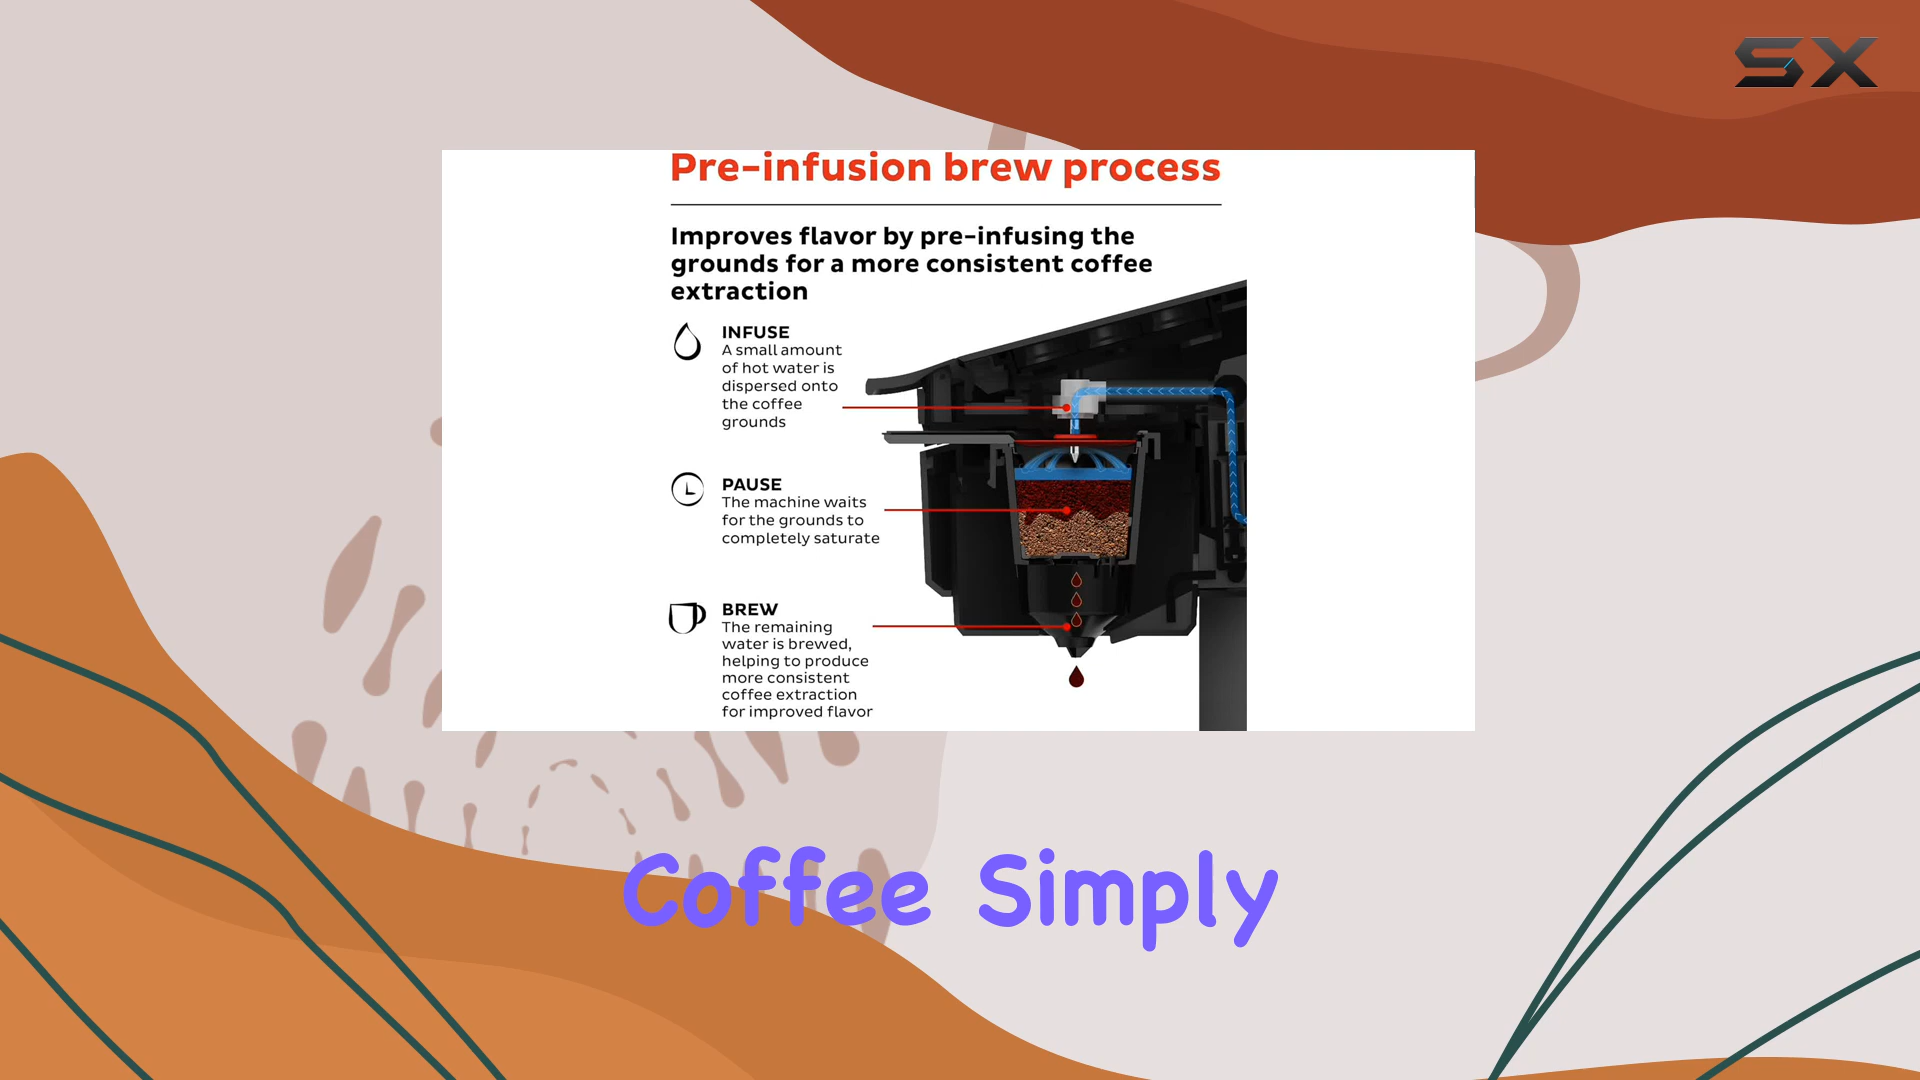 SX
Pre-infusion brew process
Improves flavor by pre-infusing the
grounds for a more consistent coffee
extraction
INFUSE
A small amount
of hot water is
dispersed onto
the coffee
grounds
PAUSE
The machine waits
for the grounds to
completely saturate
BREW
The remaining
water is brewed,
helping to produce
more consistent
coffee extraction
for improved flavor
Coffee Simply